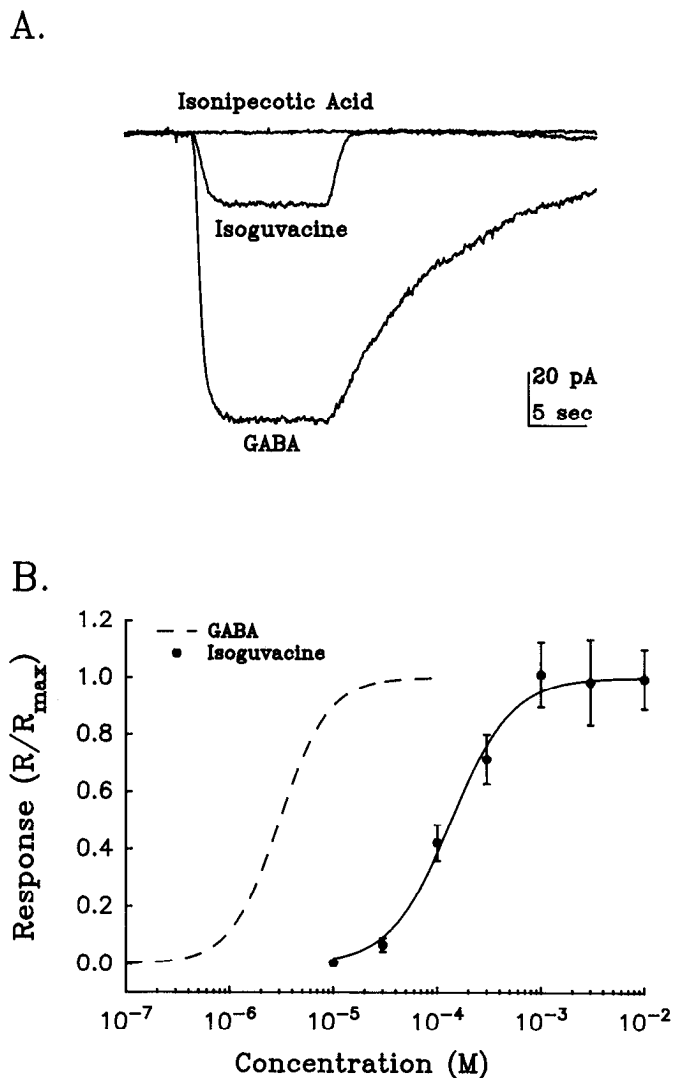 A.
Isonipecotic Acid
Isoguvacine
20 pA
5 sec
GABA
B.
1.2
1.0
0.8
0.6
0.4
0.2
0.0
Response (R/Rmax)
GABA
Isoguvacine
10-7
10-6
10-5
10-4
10-3
10-2
Concentration (M)